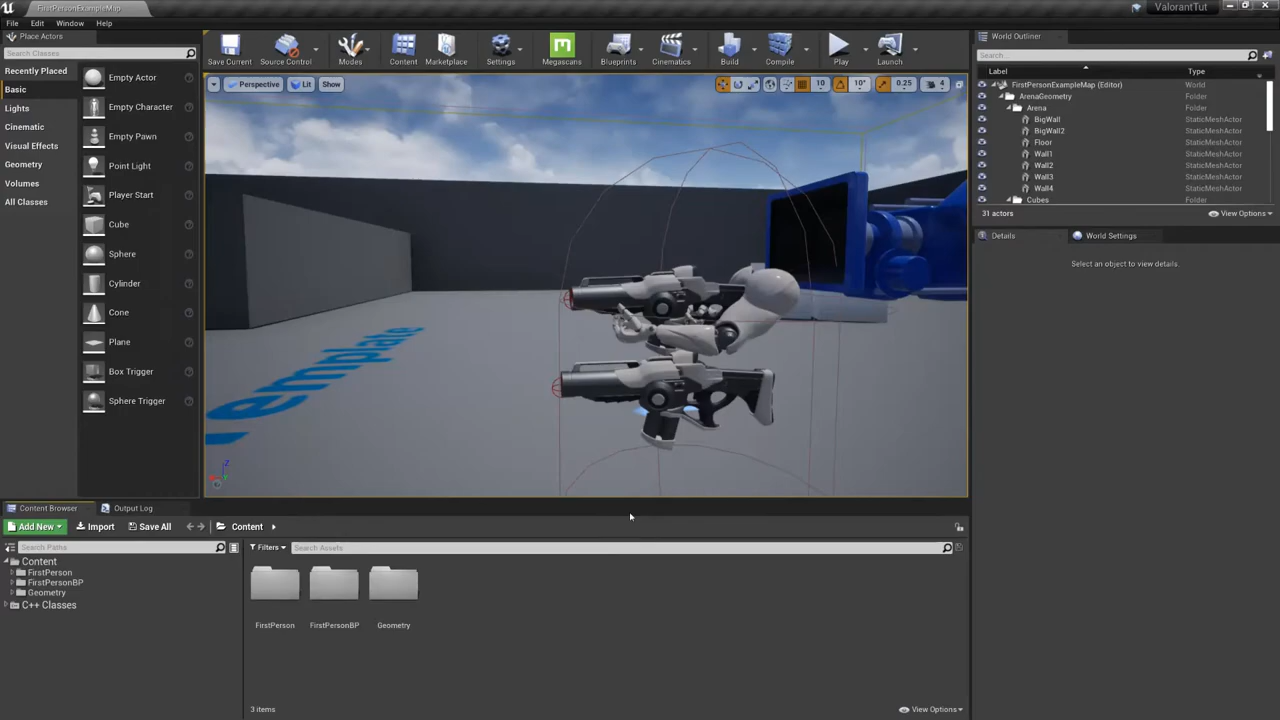 FirstPersonExampleMap
ValorantTut
File Edit Window Help
Place Actors
Search Classes
Recently Placed
Basic
Lights
Cinematic
Visual Effects
Geometry
Volumes
All Classes
Empty Actor
Empty Character
Empty Pawn
Point Light
Player Start
Cube
Sphere
Cylinder
Cone
Plane
Box Trigger
Sphere Trigger
Save Current
Source Control
Modes
Content
Marketplace
Settings
Megascans
Blueprints
Cinematics
Build
Compile
Play
Launch
Perspective Lit Show
10 10° 0.25 4
emplate
World Outliner
Search...
Label Type
FirstPersonExampleMap (Editor) World
ArenaGeometry Folder
Arena Folder
BigWall StaticMeshActor
BigWall2 StaticMeshActor
Floor StaticMeshActor
Wall1 StaticMeshActor
Wall2 StaticMeshActor
Wall3 StaticMeshActor
Wall4 StaticMeshActor
Cubes Folder
31 actors View Options
Details World Settings
Select an object to view details.
Content Browser Output Log
Add New Import Save All Content
Search Paths
Filters Search Assets
Content
FirstPerson
FirstPersonBP
Geometry
C++ Classes
FirstPerson FirstPersonBP Geometry
3 items View Options